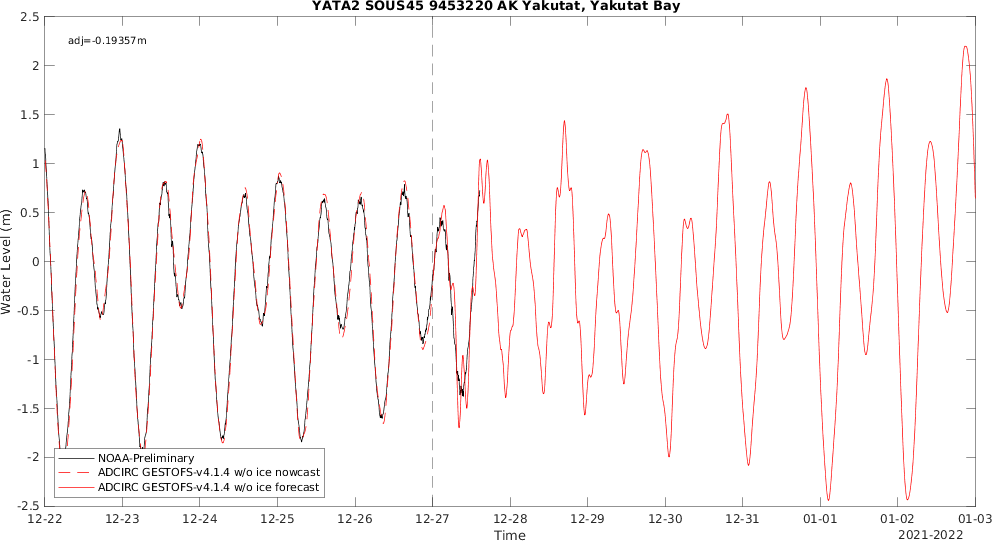 YATA2 SOUS45 9453220 AK Yakutat, Yakutat Bay
adj=-0.19357m
Water Level (m)
2.5
2
1.5
1
0.5
0
-0.5
-1
-1.5
-2
-2.5
NOAA-Preliminary
ADCIRC GESTOFS-v4.1.4 w/o ice nowcast
ADCIRC GESTOFS-v4.1.4 w/o ice forecast
12-22 12-23 12-24 12-25 12-26 12-27 12-28 12-29 12-30 12-31 01-01 01-02 01-03
Time
2021-2022